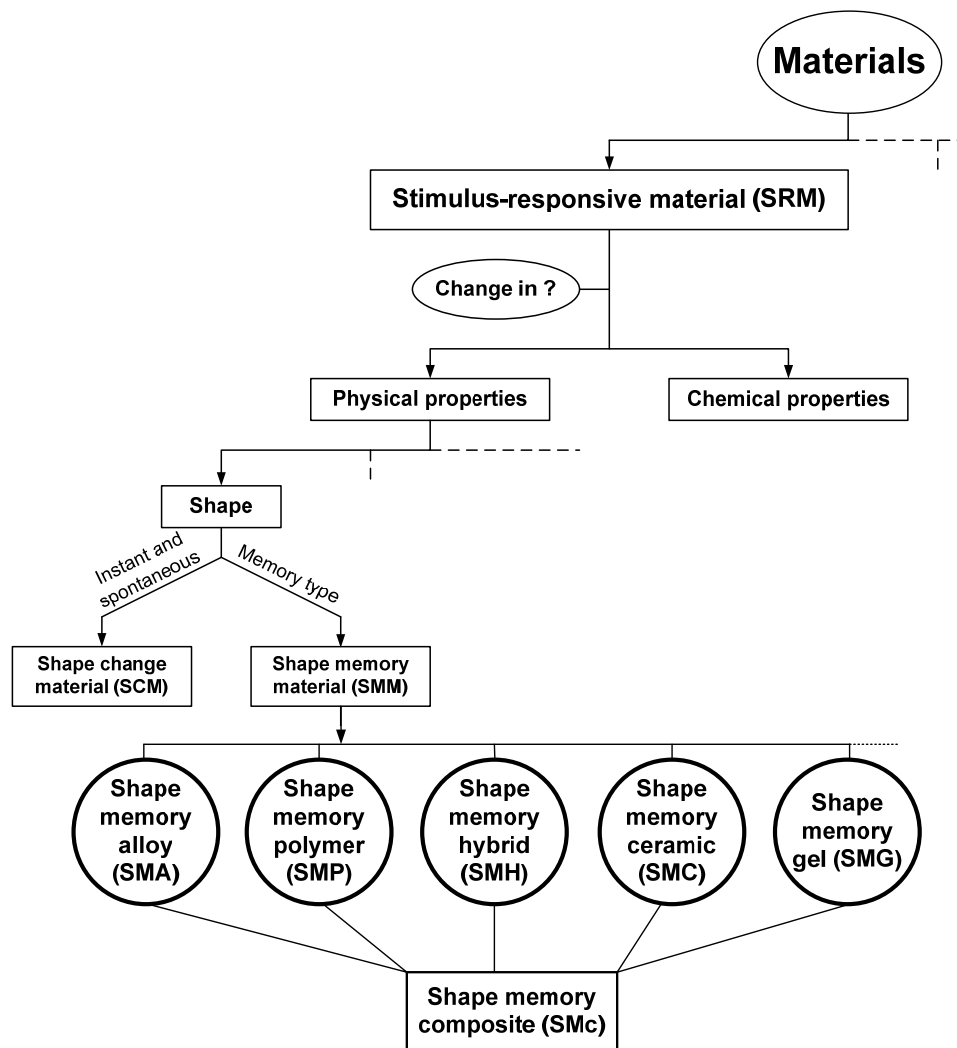 Materials
Stimulus-responsive material (SRM)
Change in ?
Physical properties
Chemical properties
Shape
Instant and
spontaneous
Memory type
Shape change
material (SCM)
Shape memory
material (SMM)
Shape
memory
alloy
(SMA)
Shape
memory
polymer
(SMP)
Shape
memory
hybrid
(SMH)
Shape
memory
ceramic
(SMC)
Shape
memory
gel (SMG)
Shape memory
composite (SMc)